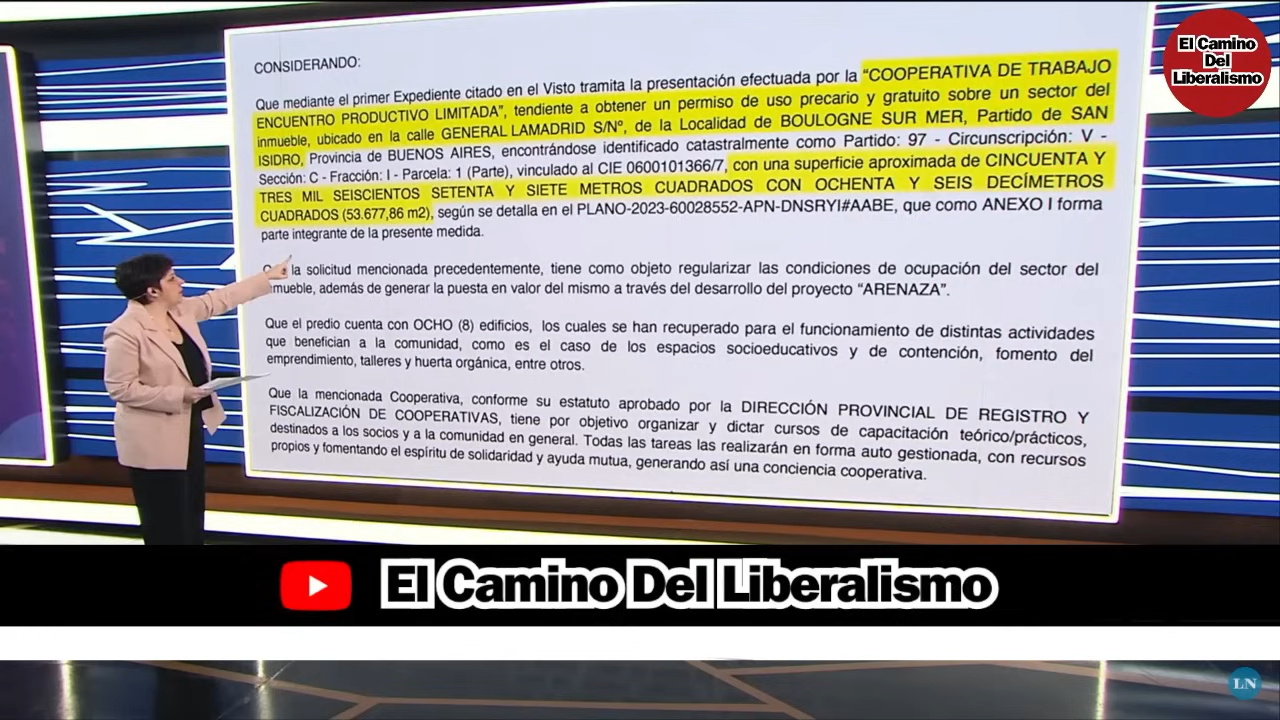 El Camino
Del
Liberalismo
CONSIDERANDO:
Que mediante el primer Expediente citado en el Visto tramita la presentación efectuada por la “COOPERATIVA DE TRABAJO
ENCUENTRO PRODUCTIVO LIMITADA”, tendiente a obtener un permiso de uso precario y gratuito sobre un sector del
inmueble, ubicado en la calle GENERAL LAMADRID S/Nº, de la Localidad de BOULOGNE SUR MER, Partido de SAN
ISIDRO, Provincia de BUENOS AIRES, encontrándose identificado catastralmente como Partido: 97 - Circunscripción: V -
Sección: C - Fracción: I - Parcela: 1 (Parte), vinculado al CIE 0600101366/7, con una superficie aproximada de CINCUENTA Y
TRES MIL SEISCIENTOS SETENTA Y SIETE METROS CUADRADOS CON OCHENTA Y SEIS DECÍMETROS
CUADRADOS (53.677,86 m2), según se detalla en el PLANO-2023-60028552-APN-DNSRYI#AABE, que como ANEXO I forma
parte integrante de la presente medida.
la solicitud mencionada precedentemente, tiene como objeto regularizar las condiciones de ocupación del sector del
mueble, además de generar la puesta en valor del mismo a través del desarrollo del proyecto “ARENAZA”.
Que el predio cuenta con OCHO (8) edificios, los cuales se han recuperado para el funcionamiento de distintas actividades
que benefician a la comunidad, como es el caso de los espacios socioeducativos y de contención, fomento del
emprendimiento, talleres y huerta orgánica, entre otros.
Que la mencionada Cooperativa, conforme su estatuto aprobado por la DIRECCIÓN PROVINCIAL DE REGISTRO Y
FISCALIZACIÓN DE COOPERATIVAS, tiene por objetivo organizar y dictar cursos de capacitación teórico/prácticos,
destinados a los socios y a la comunidad en general. Todas las tareas las realizarán en forma auto gestionada, con recursos
propios y fomentando el espíritu de solidaridad y ayuda mutua, generando así una conciencia cooperativa.
El Camino Del Liberalismo
LN